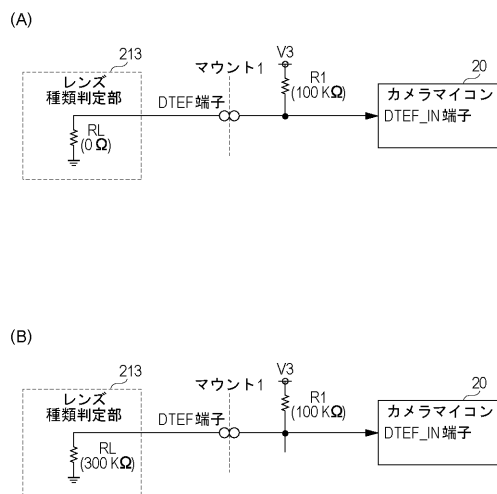 (A)
213
レンズ
種類判定部
RL
(0Ω)
DTEF端子
マウント1
V3
R1
(100 KΩ)
20
カメラマイコン
DTEF_IN端子
(B)
213
レンズ
種類判定部
RL
(300 KΩ)
DTEF端子
マウント1
V3
R1
(100 KΩ)
20
カメラマイコン
DTEF_IN端子